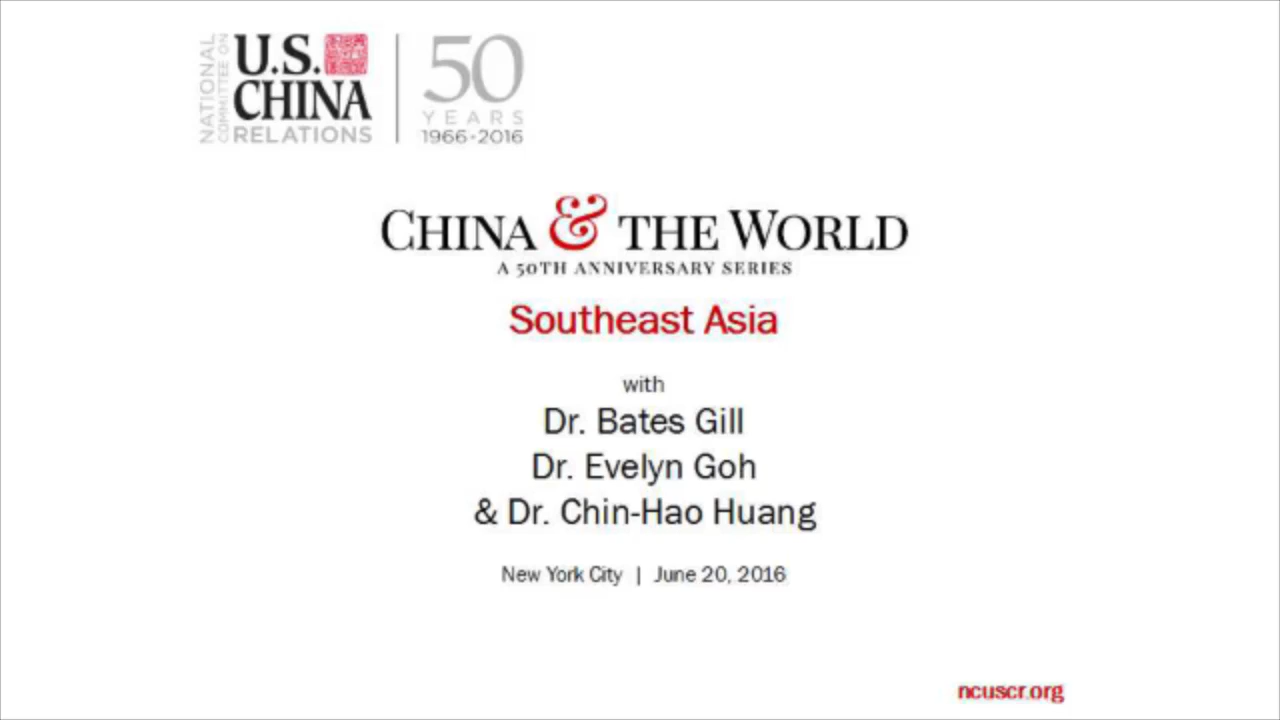 NATIONAL
COMMITTEE ON
U.S.
CHINA
RELATIONS
50
YEARS
1966-2016
CHINA & THE WORLD
A 50TH ANNIVERSARY SERIES
Southeast Asia
with
Dr. Bates Gill
Dr. Evelyn Goh
& Dr. Chin-Hao Huang
New York City | June 20, 2016
ncuscr.org